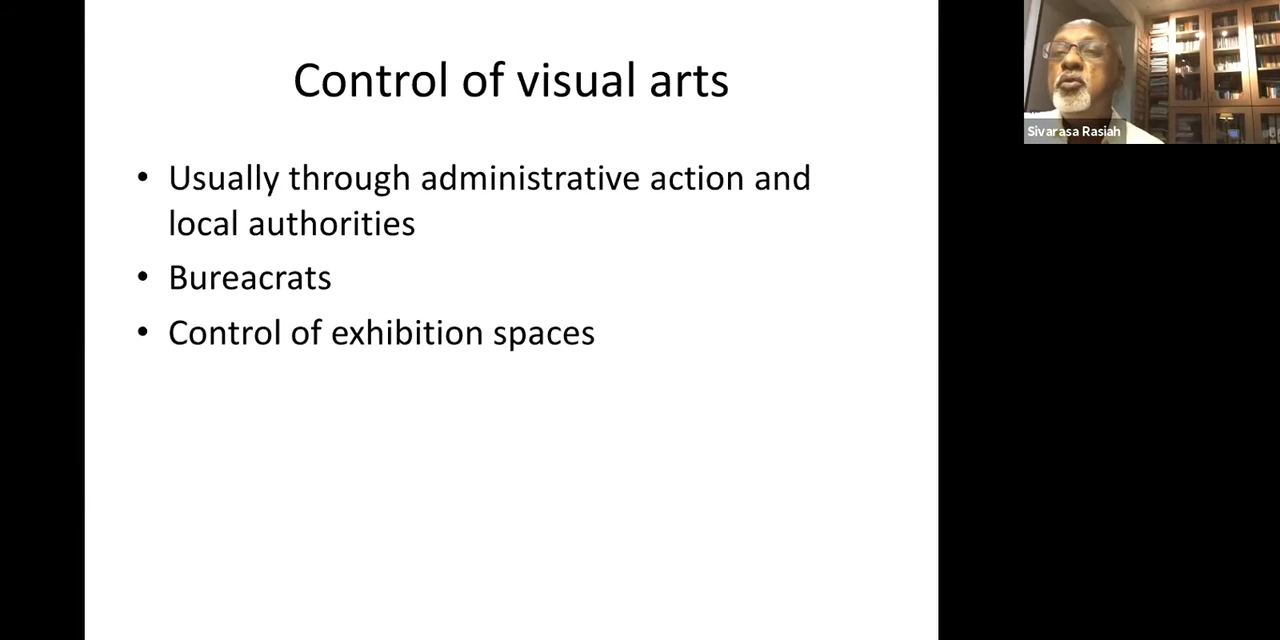 Control of visual arts
• Usually through administrative action and
local authorities
• Bureacrats
• Control of exhibition spaces
Sivarasa Rasiah